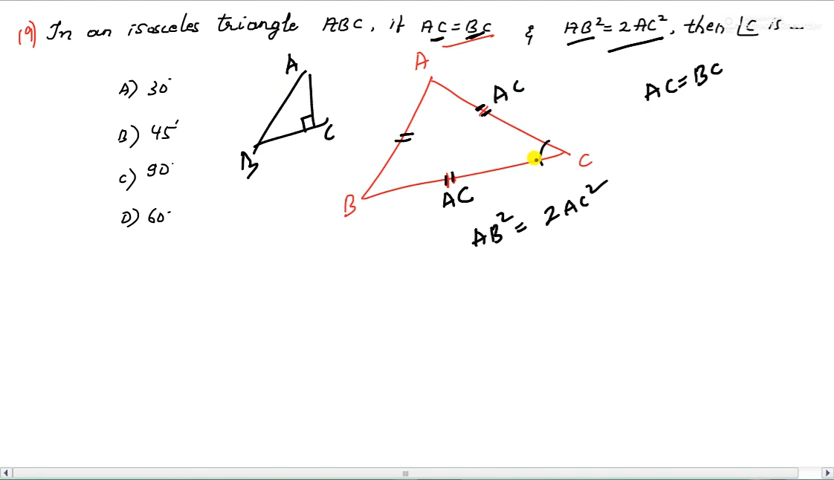 19) In an isosceles triangle ABC, if AC = BC & AB² = 2AC², then ∠C is ...
A) 30°
B) 45°
C) 90°
D) 60°
A
B
C
A
B
C
AC
AC
AC = BC
AB² = 2AC²